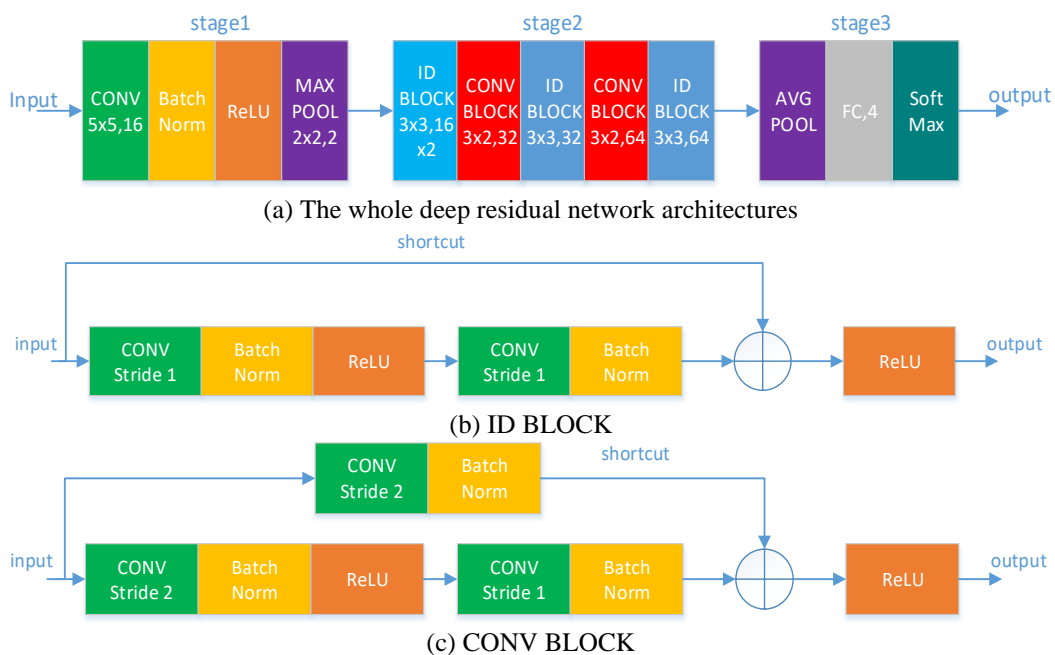 stage1
stage2
stage3
Input
CONV
5x5,16
Batch
Norm
ReLU
MAX
POOL
2x2,2
ID
BLOCK
3x3,16
x2
CONV
BLOCK
3x2,32
ID
BLOCK
3x3,32
CONV
BLOCK
3x2,64
ID
BLOCK
3x3,64
AVG
POOL
FC,4
Soft
Max
output
(a) The whole deep residual network architectures
shortcut
input
CONV
Stride 1
Batch
Norm
ReLU
CONV
Stride 1
Batch
Norm
ReLU
output
(b) ID BLOCK
CONV
Stride 2
Batch
Norm
shortcut
input
CONV
Stride 2
Batch
Norm
ReLU
CONV
Stride 1
Batch
Norm
ReLU
output
(c) CONV BLOCK